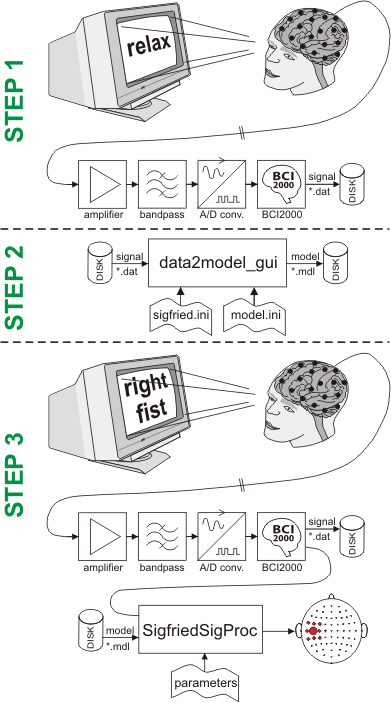 STEP 1
relax
BCI
2000
signal
*.dat
DISK
amplifier
bandpass
A/D conv.
BCI2000
STEP 2
DISK
signal
*.dat
data2model_gui
model
*.mdl
DISK
sigfried.ini
model.ini
STEP 3
right
fist
BCI
2000
signal
*.dat
DISK
amplifier
bandpass
A/D conv.
BCI2000
DISK
model
*.mdl
SigfriedSigProc
parameters